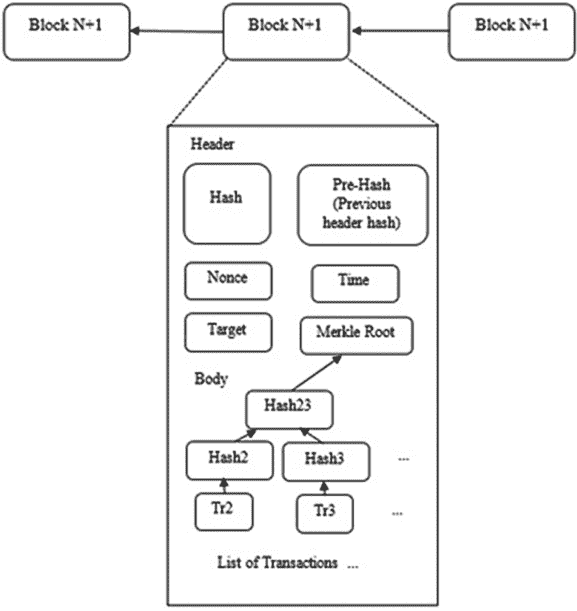 Block N+1
Block N+1
Block N+1
Header
Hash
Pre-Hash
(Previous
header hash)
Nonce
Time
Target
Merkle Root
Body
Hash23
Hash2
Hash3
...
Tr2
Tr3
...
List of Transactions ...